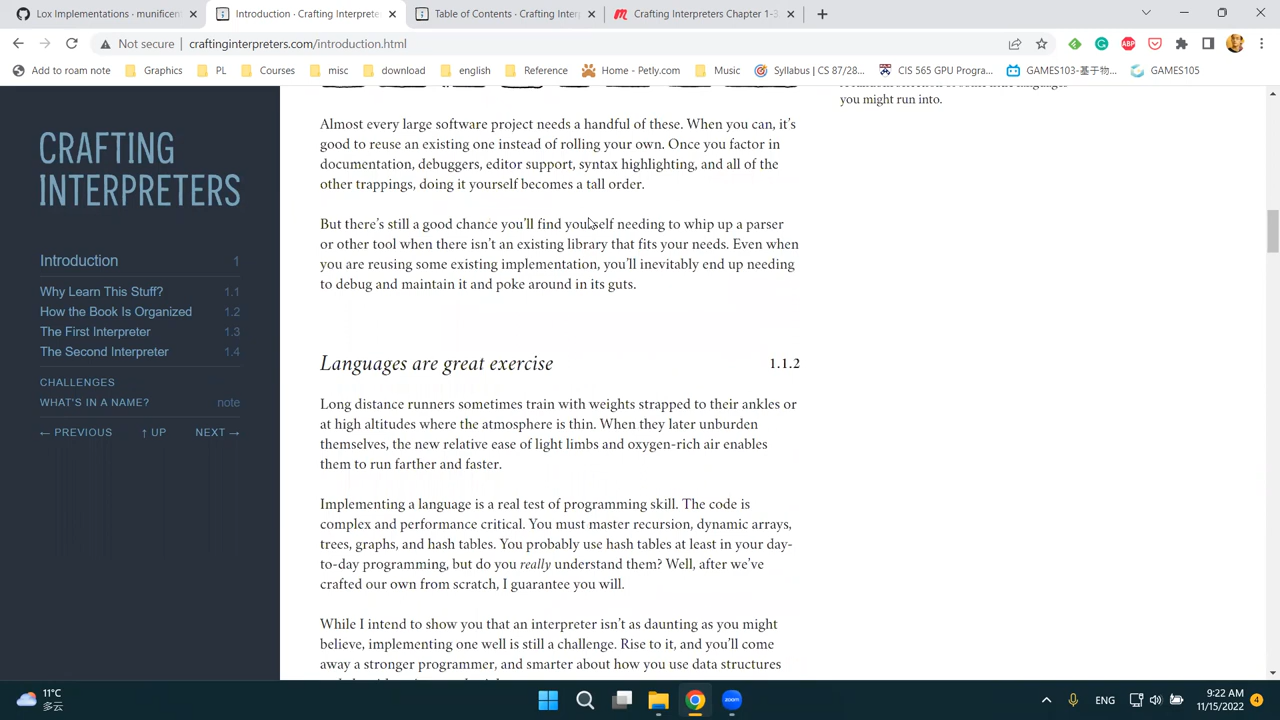 Lox Implementations · munificent
Introduction · Crafting Interprete
Table of Contents · Crafting Inter
Crafting Interpreters Chapter 1-3
Not secure
craftinginterpreters.com/introduction.html
Add to roam note
Graphics
PL
Courses
misc
download
english
Reference
Home - Petly.com
Music
Syllabus | CS 87/28...
CIS 565 GPU Progra...
GAMES103-基于物...
GAMES105
you might run into.
CRAFTING
INTERPRETERS
Introduction 1
Why Learn This Stuff? 1.1
How the Book Is Organized 1.2
The First Interpreter 1.3
The Second Interpreter 1.4
CHALLENGES
WHAT'S IN A NAME? note
← PREVIOUS ↑ UP NEXT →
Almost every large software project needs a handful of these. When you can, it’s
good to reuse an existing one instead of rolling your own. Once you factor in
documentation, debuggers, editor support, syntax highlighting, and all of the
other trappings, doing it yourself becomes a tall order.
But there’s still a good chance you’ll find yourself needing to whip up a parser
or other tool when there isn’t an existing library that fits your needs. Even when
you are reusing some existing implementation, you’ll inevitably end up needing
to debug and maintain it and poke around in its guts.
Languages are great exercise 1.1.2
Long distance runners sometimes train with weights strapped to their ankles or
at high altitudes where the atmosphere is thin. When they later unburden
themselves, the new relative ease of light limbs and oxygen-rich air enables
them to run farther and faster.
Implementing a language is a real test of programming skill. The code is
complex and performance critical. You must master recursion, dynamic arrays,
trees, graphs, and hash tables. You probably use hash tables at least in your day-
to-day programming, but do you really understand them? Well, after we’ve
crafted our own from scratch, I guarantee you will.
While I intend to show you that an interpreter isn’t as daunting as you might
believe, implementing one well is still a challenge. Rise to it, and you’ll come
away a stronger programmer, and smarter about how you use data structures
11°C
多云
zoom
ENG
9:22 AM
11/15/2022
4